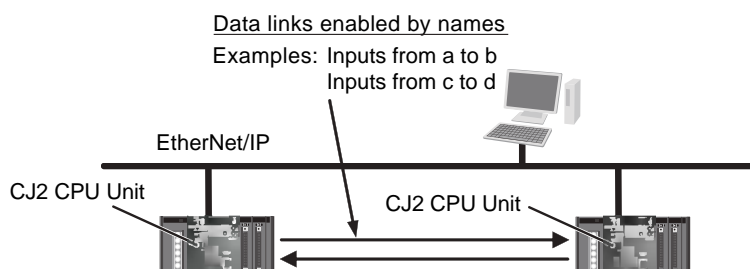 Data links enabled by names
Examples: Inputs from a to b
Inputs from c to d
EtherNet/IP
CJ2 CPU Unit
CJ2 CPU Unit